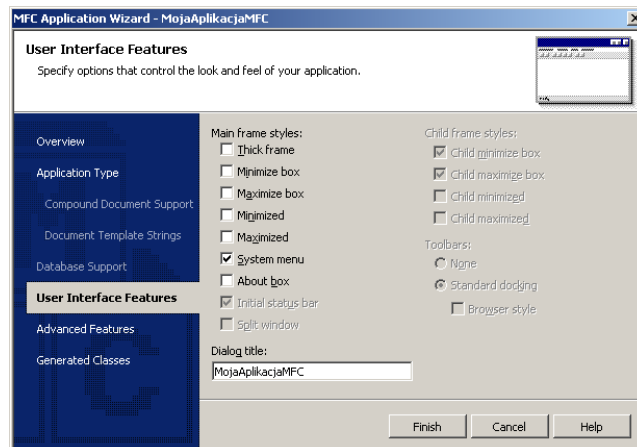 MFC Application Wizard - MojaAplikacjaMFC
User Interface Features
Specify options that control the look and feel of your application.
Overview
Application Type
Compound Document Support
Document Template Strings
Database Support
User Interface Features
Advanced Features
Generated Classes
Main frame styles:
Thick frame
Minimize box
Maximize box
Minimized
Maximized
System menu
About box
Initial status bar
Split window
Dialog title:
MojaAplikacjaMFC
Child frame styles:
Child minimize box
Child maximize box
Child minimized
Child maximized
Toolbars:
None
Standard docking
Browser style
Finish
Cancel
Help